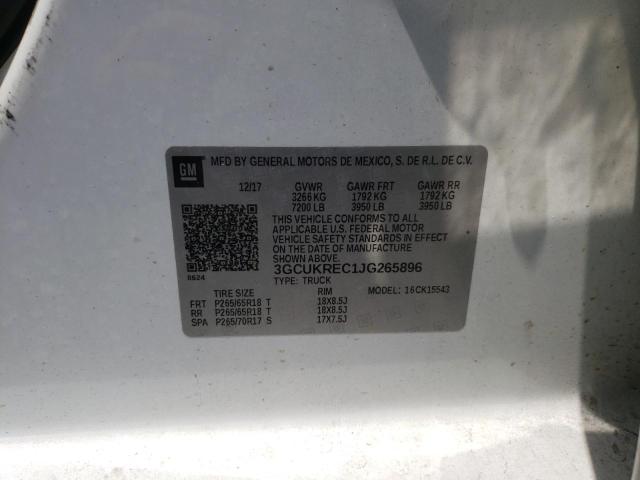 GM
MFD BY GENERAL MOTORS DE MEXICO, S. DE R.L. DE C.V.
12/17 GVWR GAWR FRT GAWR RR
3266 KG 1792 KG 1792 KG
7200 LB 3950 LB 3950 LB
THIS VEHICLE CONFORMS TO ALL
APPLICABLE U.S. FEDERAL MOTOR
VEHICLE SAFETY STANDARDS IN
EFFECT ON THE DATE OF MANUFACTURE
SHOWN ABOVE.
3GCUKREC1JG265896
8624 TYPE: TRUCK
TIRE SIZE RIM MODEL: 16CK15543
FRT P265/65R18 T 18X8.5J
RR P265/65R18 T 18X8.5J
SPA P265/70R17 S 17X7.5J